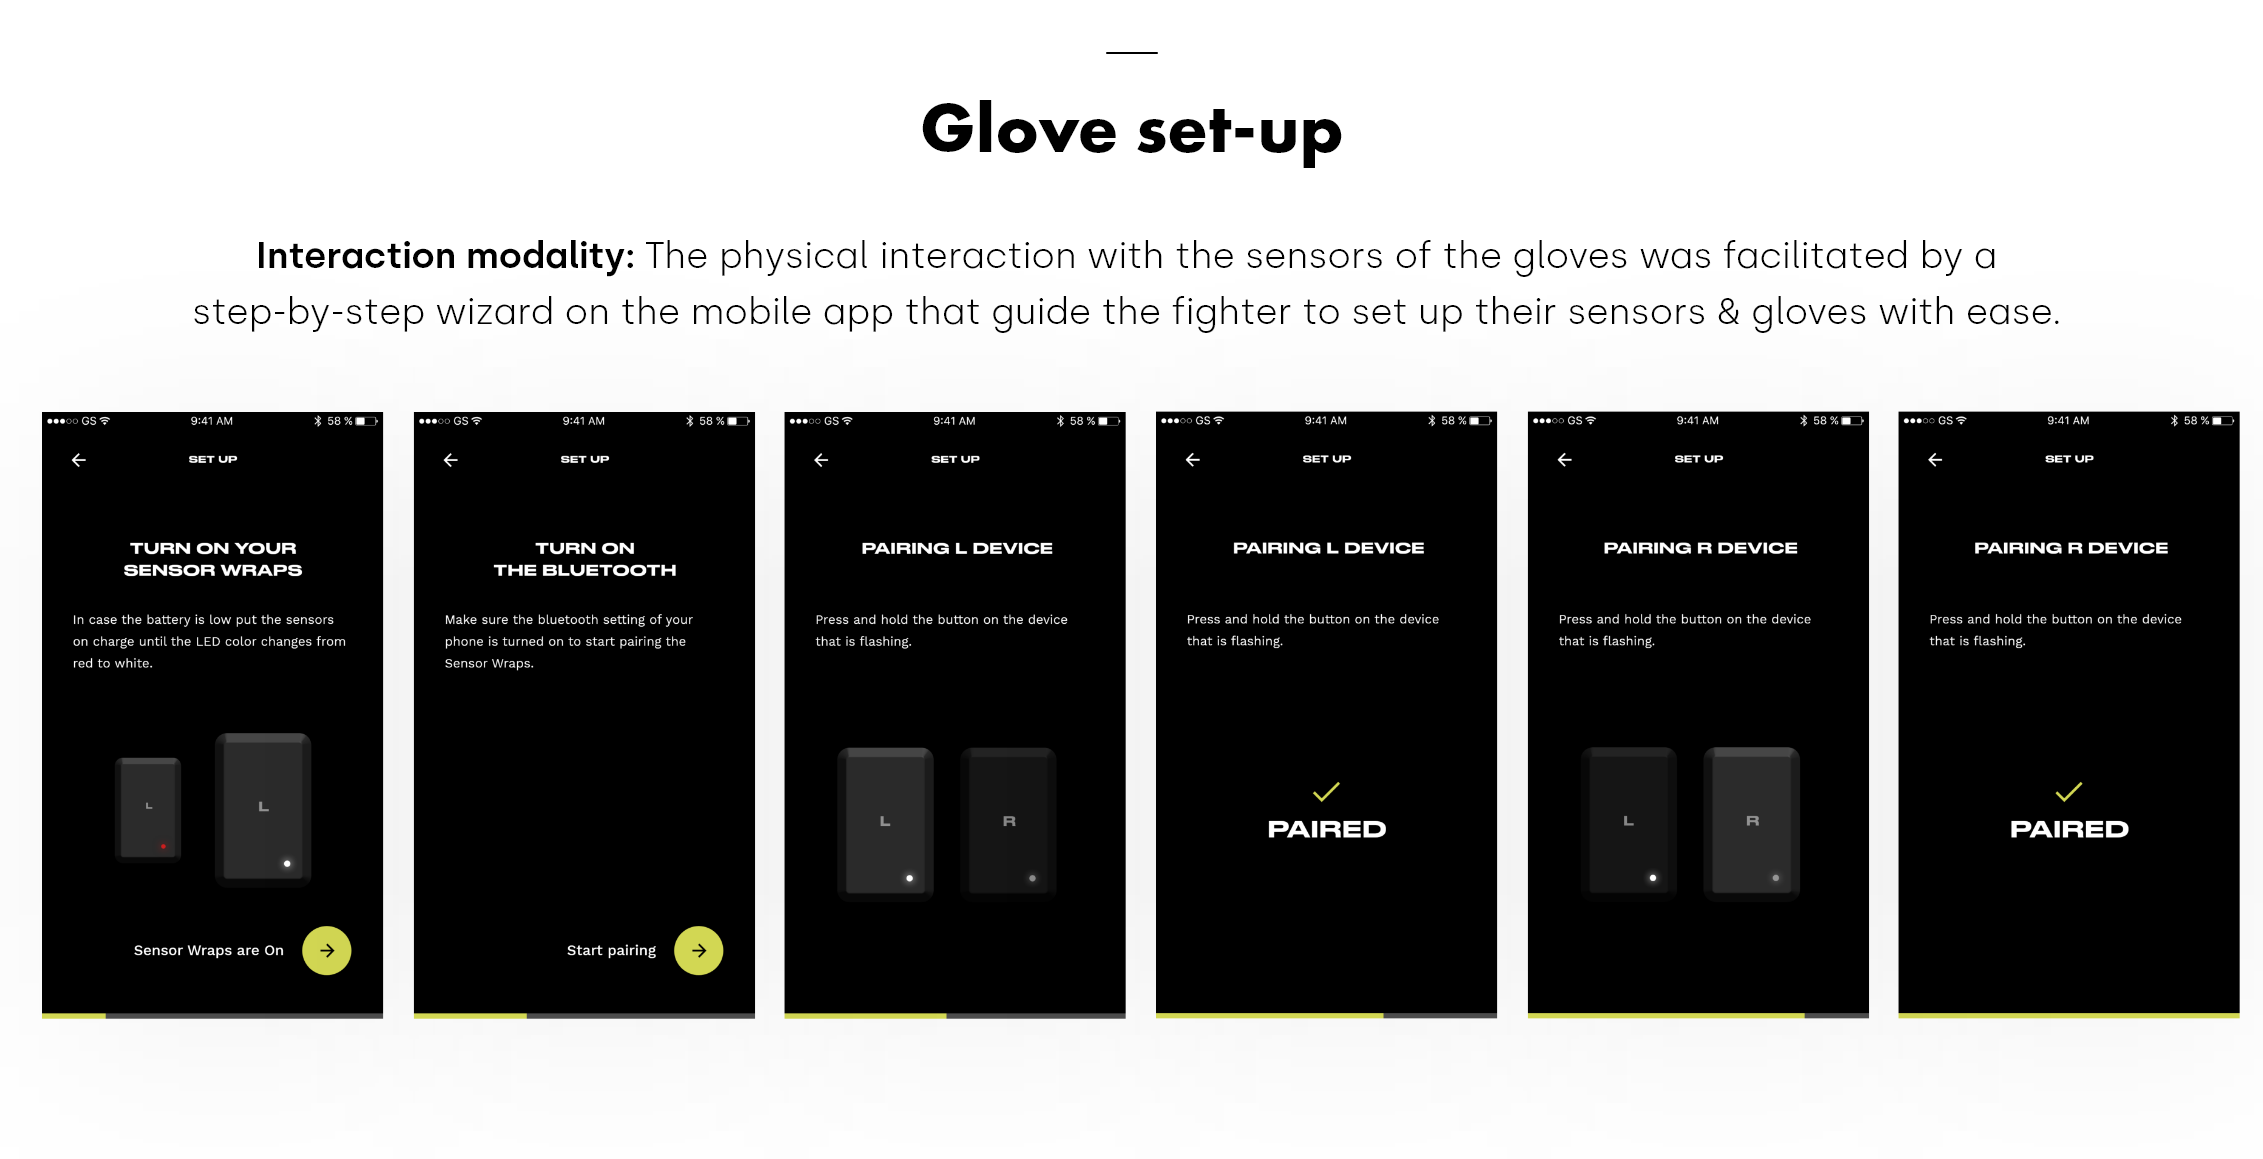 Glove set-up
Interaction modality: The physical interaction with the sensors of the gloves was facilitated by a
step-by-step wizard on the mobile app that guide the fighter to set up their sensors & gloves with ease.
GS 9:41 AM 58 %
SET UP
TURN ON YOUR
SENSOR WRAPS
In case the battery is low put the sensors
on charge until the LED color changes from
red to white.
L L
Sensor Wraps are On
GS 9:41 AM 58 %
SET UP
TURN ON
THE BLUETOOTH
Make sure the bluetooth setting of your
phone is turned on to start pairing the
Sensor Wraps.
Start pairing
GS 9:41 AM 58 %
SET UP
PAIRING L DEVICE
Press and hold the button on the device
that is flashing.
L R
GS 9:41 AM 58 %
SET UP
PAIRING L DEVICE
Press and hold the button on the device
that is flashing.
PAIRED
GS 9:41 AM 58 %
SET UP
PAIRING R DEVICE
Press and hold the button on the device
that is flashing.
L R
GS 9:41 AM 58 %
SET UP
PAIRING R DEVICE
Press and hold the button on the device
that is flashing.
PAIRED